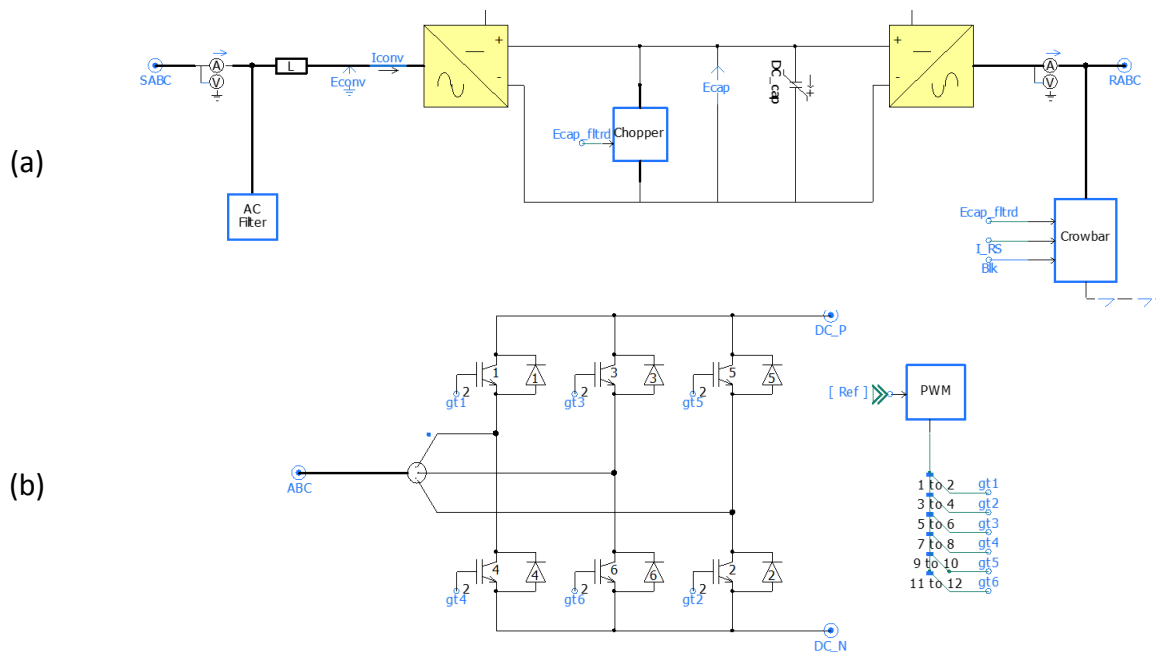 (a)
SABC
A
V
L
Econv
Iconv
+
-
AC
Filter
Ecap_fltrd
Chopper
Ecap
DC_cap
+
+
-
A
V
RABC
Ecap_fltrd
I_RS
Blk
Crowbar
(b)
DC_P
1
1
2
gt1
3
3
2
gt3
5
5
2
gt5
ABC
4
4
2
gt4
6
6
2
gt6
2
2
2
gt2
DC_N
[ Ref ]
PWM
1 to 2 gt1
3 to 4 gt2
5 to 6 gt3
7 to 8 gt4
9 to 10 gt5
11 to 12 gt6